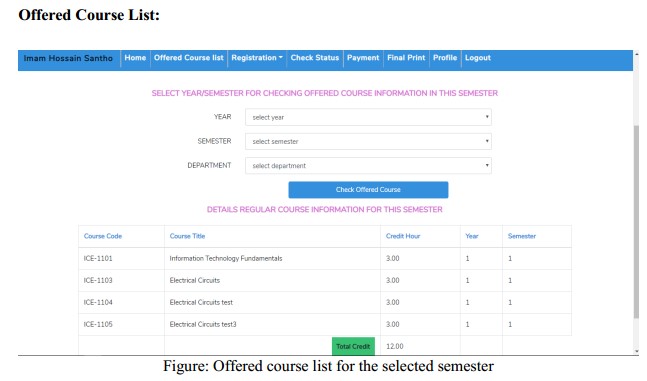 Offered Course List:
Imam Hossain Santho Home Offered Course list Registration Check Status Payment Final Print Profile Logout
SELECT YEAR/SEMESTER FOR CHECKING OFFERED COURSE INFORMATION IN THIS SEMESTER
YEAR select year
SEMESTER select semester
DEPARTMENT select department
Check Offered Course
DETAILS REGULAR COURSE INFORMATION FOR THIS SEMESTER
Course Code Course Title Credit Hour Year Semester
ICE-1101 Information Technology Fundamentals 3.00 1 1
ICE-1103 Electrical Circuits 3.00 1 1
ICE-1104 Electrical Circuits test 3.00 1 1
ICE-1105 Electrical Circuits test3 3.00 1 1
Total Credit 12.00
Figure: Offered course list for the selected semester